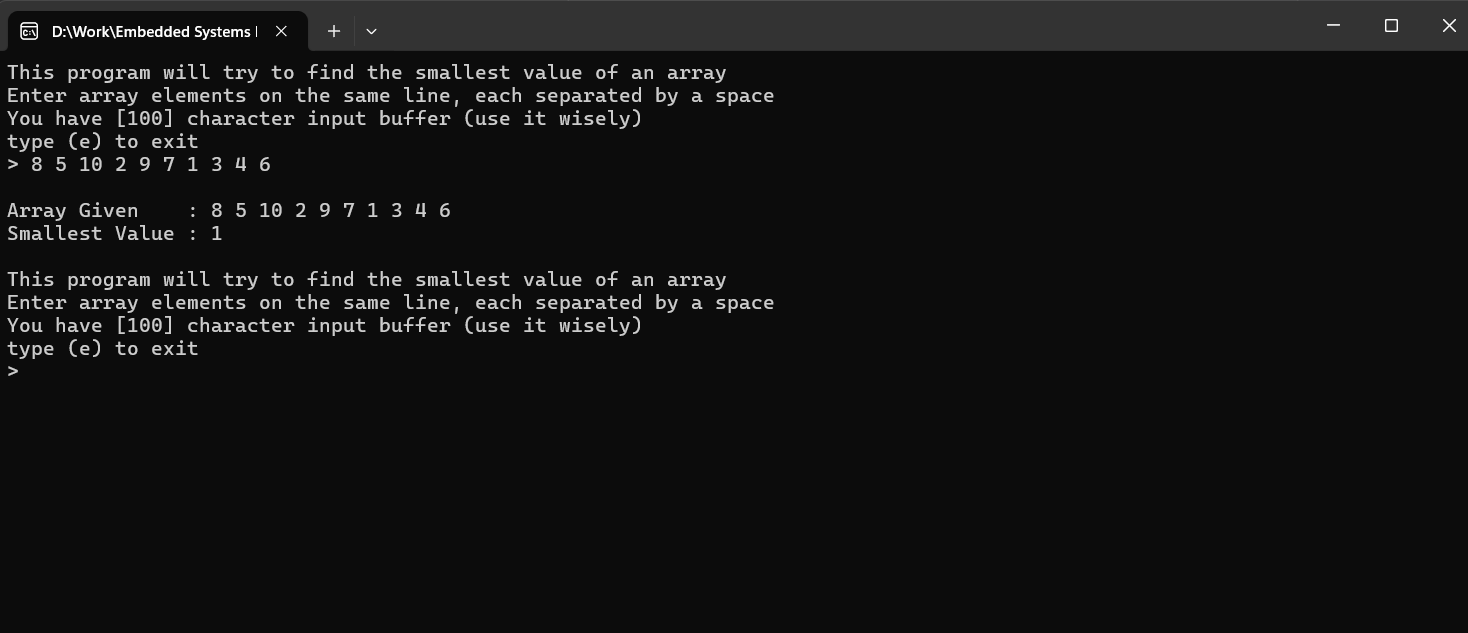 D:\Work\Embedded Systems
This program will try to find the smallest value of an array
Enter array elements on the same line, each separated by a space
You have [100] character input buffer (use it wisely)
type (e) to exit
> 8 5 10 2 9 7 1 3 4 6
Array Given    : 8 5 10 2 9 7 1 3 4 6
Smallest Value : 1
This program will try to find the smallest value of an array
Enter array elements on the same line, each separated by a space
You have [100] character input buffer (use it wisely)
type (e) to exit
>